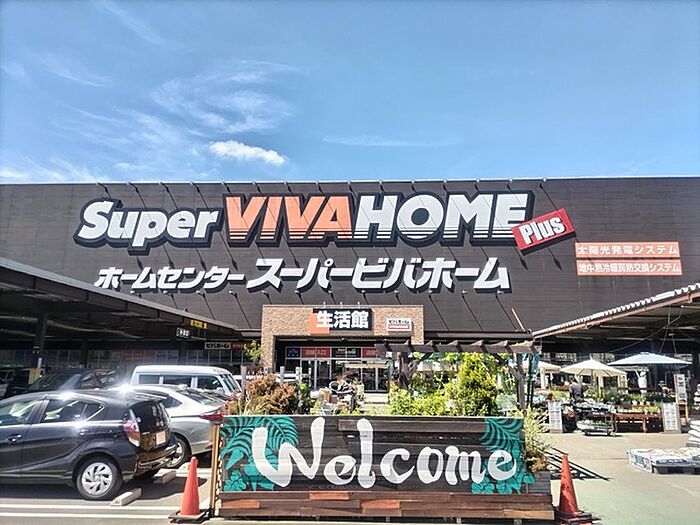 Super VIVAHOME
Plus
太陽光発電システム
地中熱冷暖房熱交換システム
ホームセンター スーパービバホーム
生活館
Welcome